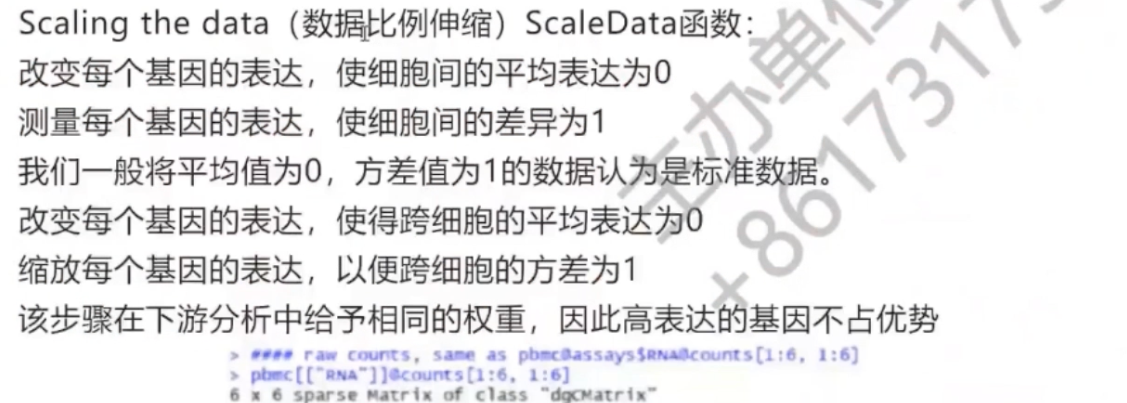 Scaling the data（数据比例伸缩）ScaleData函数：
改变每个基因的表达，使细胞间的平均表达为0
测量每个基因的表达，使细胞间的差异为1
我们一般将平均值为0，方差值为1的数据认为是标准数据。
改变每个基因的表达，使得跨细胞的平均表达为0
缩放每个基因的表达，以便跨细胞的方差为1
该步骤在下游分析中给予相同的权重，因此高表达的基因不占优势
> #### raw counts, same as pbmc@assays$RNA@counts[1:6, 1:6]
> pbmc[["RNA"]]@counts[1:6, 1:6]
6 x 6 sparse Matrix of class "dgCMatrix"
主办单位
+8617317